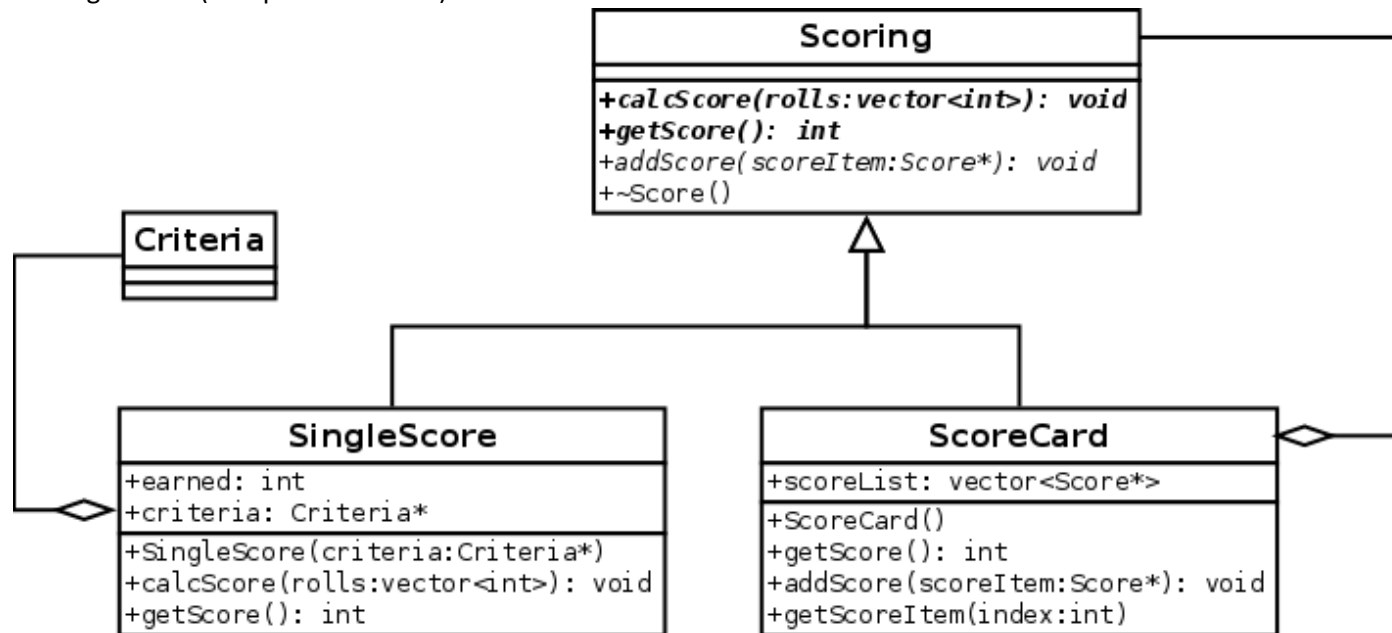 Scoring
+calcScore(rolls:vector<int>): void
+getScore(): int
+addScore(scoreItem:Score*): void
+~Score()
Criteria
SingleScore
+earned: int
+criteria: Criteria*
+SingleScore(criteria:Criteria*)
+calcScore(rolls:vector<int>): void
+getScore(): int
ScoreCard
+scoreList: vector<Score*>
+ScoreCard()
+getScore(): int
+addScore(scoreItem:Score*): void
+getScoreItem(index:int)